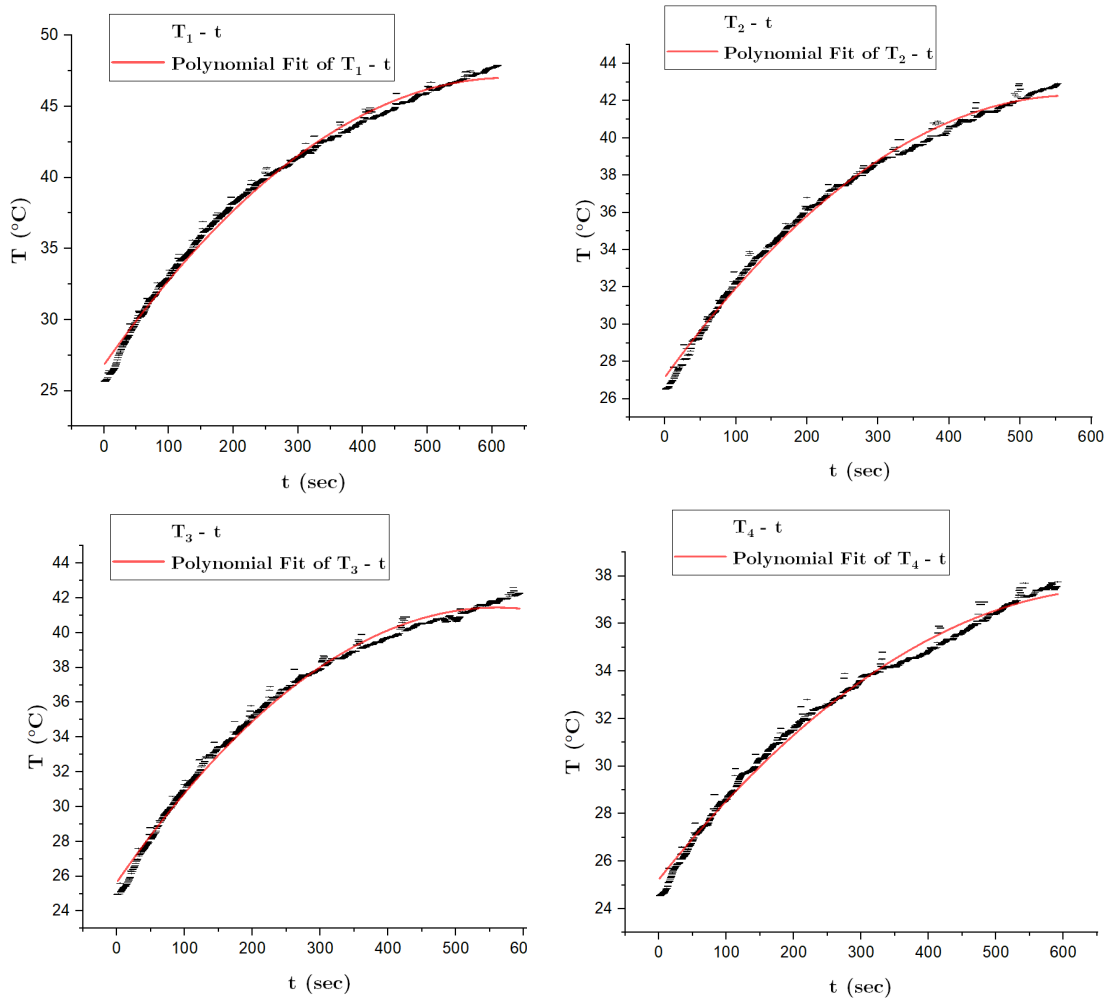 T₁ - t
Polynomial Fit of T₁ - t
50
45
40
35
30
25
T (°C)
0 100 200 300 400 500 600
t (sec)
T₂ - t
Polynomial Fit of T₂ - t
44
42
40
38
36
34
32
30
28
26
T (°C)
0 100 200 300 400 500 600
t (sec)
T₃ - t
Polynomial Fit of T₃ - t
44
42
40
38
36
34
32
30
28
26
24
T (°C)
0 100 200 300 400 500 60
t (sec)
T₄ - t
Polynomial Fit of T₄ - t
38
36
34
32
30
28
26
24
T (°C)
0 100 200 300 400 500 600
t (sec)